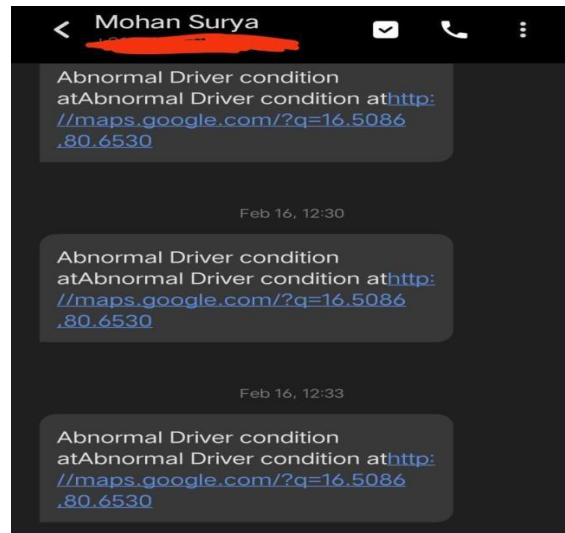 Mohan Surya
Abnormal Driver condition
atAbnormal Driver condition athttp:
//maps.google.com/?q=16.5086
,80.6530
Feb 16, 12:30
Abnormal Driver condition
atAbnormal Driver condition athttp:
//maps.google.com/?q=16.5086
,80.6530
Feb 16, 12:33
Abnormal Driver condition
atAbnormal Driver condition athttp:
//maps.google.com/?q=16.5086
,80.6530